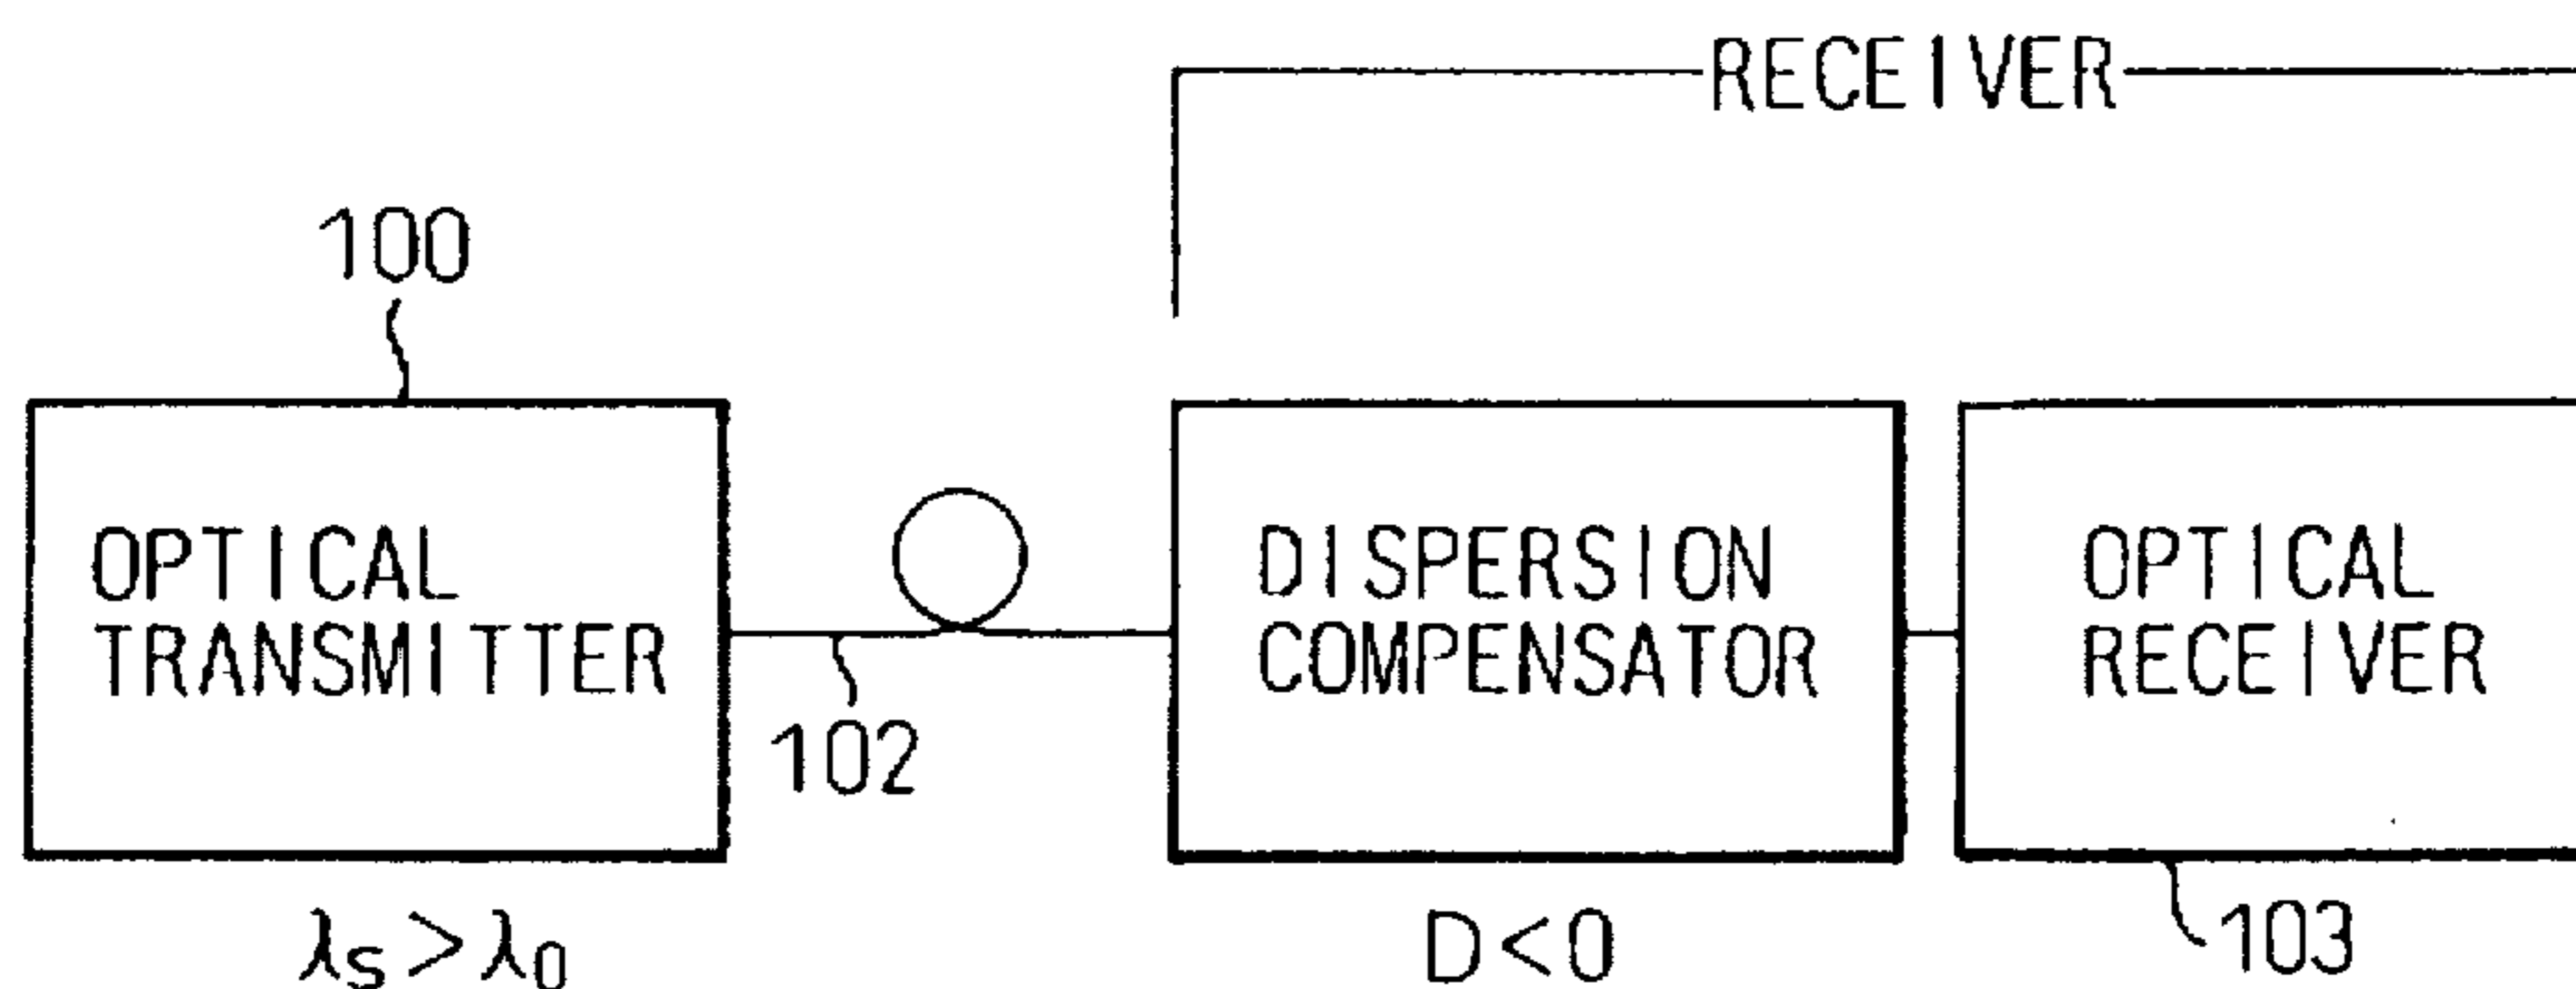 RECEIVER
100
OPTICAL
TRANSMITTER
102
DISPERSION
COMPENSATOR
OPTICAL
RECEIVER
103
λS>λ0
D<0